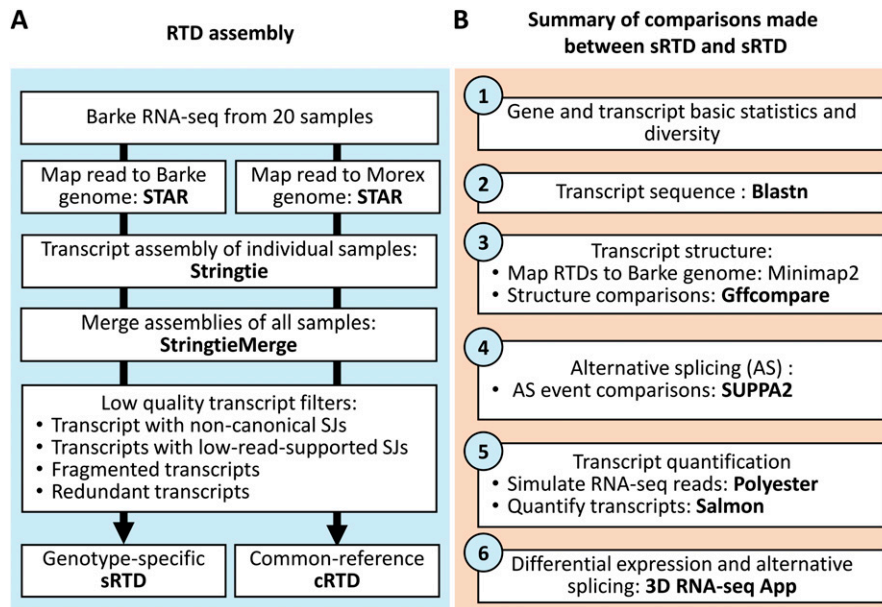 A
RTD assembly
Barke RNA-seq from 20 samples
Map read to Barke
genome: STAR
Map read to Morex
genome: STAR
Transcript assembly of individual samples:
Stringtie
Merge assemblies of all samples:
StringtieMerge
Low quality transcript filters:
• Transcript with non-canonical SJs
• Transcripts with low-read-supported SJs
• Fragmented transcripts
• Redundant transcripts
Genotype-specific
sRTD
Common-reference
cRTD
B
Summary of comparisons made
between sRTD and sRTD
1
Gene and transcript basic statistics and
diversity
2
Transcript sequence : Blastn
3
Transcript structure:
• Map RTDs to Barke genome: Minimap2
• Structure comparisons: Gffcompare
4
Alternative splicing (AS) :
• AS event comparisons: SUPPA2
5
Transcript quantification
• Simulate RNA-seq reads: Polyester
• Quantify transcripts: Salmon
6
Differential expression and alternative
splicing: 3D RNA-seq App